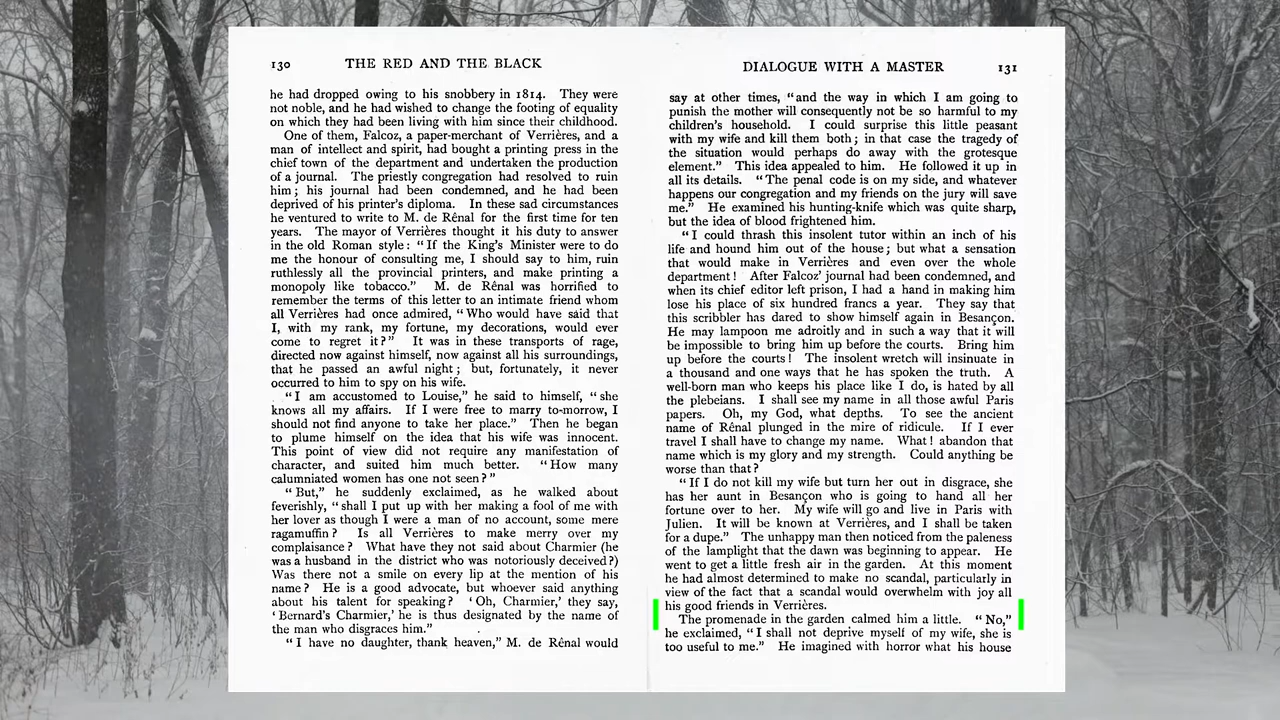 130 THE RED AND THE BLACK
he had dropped owing to his snobbery in 1814. They were
not noble, and he had wished to change the footing of equality
on which they had been living with him since their childhood.
One of them, Falcoz, a paper-merchant of Verrières, and a
man of intellect and spirit, had bought a printing press in the
chief town of the department and undertaken the production
of a journal. The priestly congregation had resolved to ruin
him; his journal had been condemned, and he had been
deprived of his printer's diploma. In these sad circumstances
he ventured to write to M. de Rênal for the first time for ten
years. The mayor of Verrières thought it his duty to answer
in the old Roman style: "If the King's Minister were to do
me the honour of consulting me, I should say to him, ruin
ruthlessly all the provincial printers, and make printing a
monopoly like tobacco." M. de Rênal was horrified to
remember the terms of this letter to an intimate friend whom
all Verrières had once admired, "Who would have said that
I, with my rank, my fortune, my decorations, would ever
come to regret it?" It was in these transports of rage,
directed now against himself, now against all his surroundings,
that he passed an awful night; but, fortunately, it never
occurred to him to spy on his wife.
"I am accustomed to Louise," he said to himself, "she
knows all my affairs. If I were free to marry to-morrow, I
should not find anyone to take her place." Then he began
to plume himself on the idea that his wife was innocent.
This point of view did not require any manifestation of
character, and suited him much better. "How many
calumniated women has one not seen?"
"But," he suddenly exclaimed, as he walked about
feverishly, "shall I put up with her making a fool of me with
her lover as though I were a man of no account, some mere
ragamuffin? Is all Verrières to make merry over my
complaisance? What have they not said about Charmier (he
was a husband in the district who was notoriously deceived?)
Was there not a smile on every lip at the mention of his
name? He is a good advocate, but whoever said anything
about his talent for speaking? 'Oh, Charmier,' they say,
'Bernard's Charmier,' he is thus designated by the name of
the man who disgraces him."
"I have no daughter, thank heaven," M. de Rênal would
DIALOGUE WITH A MASTER 131
say at other times, "and the way in which I am going to
punish the mother will consequently not be so harmful to my
children's household. I could surprise this little peasant
with my wife and kill them both; in that case the tragedy of
the situation would perhaps do away with the grotesque
element." This idea appealed to him. He followed it up in
all its details. "The penal code is on my side, and whatever
happens our congregation and my friends on the jury will save
me." He examined his hunting-knife which was quite sharp,
but the idea of blood frightened him.
"I could thrash this insolent tutor within an inch of his
life and hound him out of the house; but what a sensation
that would make in Verrières and even over the whole
department! After Falcoz' journal had been condemned, and
when its chief editor left prison, I had a hand in making him
lose his place of six hundred francs a year. They say that
this scribbler has dared to show himself again in Besançon.
He may lampoon me adroitly and in such a way that it will
be impossible to bring him up before the courts. Bring him
up before the courts! The insolent wretch will insinuate in
a thousand and one ways that he has spoken the truth. A
well-born man who keeps his place like I do, is hated by all
the plebeians. I shall see my name in all those awful Paris
papers. Oh, my God, what depths. To see the ancient
name of Rênal plunged in the mire of ridicule. If I ever
travel I shall have to change my name. What! abandon that
name which is my glory and my strength. Could anything be
worse than that?
"If I do not kill my wife but turn her out in disgrace, she
has her aunt in Besançon who is going to hand all her
fortune over to her. My wife will go and live in Paris with
Julien. It will be known at Verrières, and I shall be taken
for a dupe." The unhappy man then noticed from the paleness
of the lamplight that the dawn was beginning to appear. He
went to get a little fresh air in the garden. At this moment
he had almost determined to make no scandal, particularly in
view of the fact that a scandal would overwhelm with joy all
his good friends in Verrières.
The promenade in the garden calmed him a little. "No,"
he exclaimed, "I shall not deprive myself of my wife, she is
too useful to me." He imagined with horror what his house